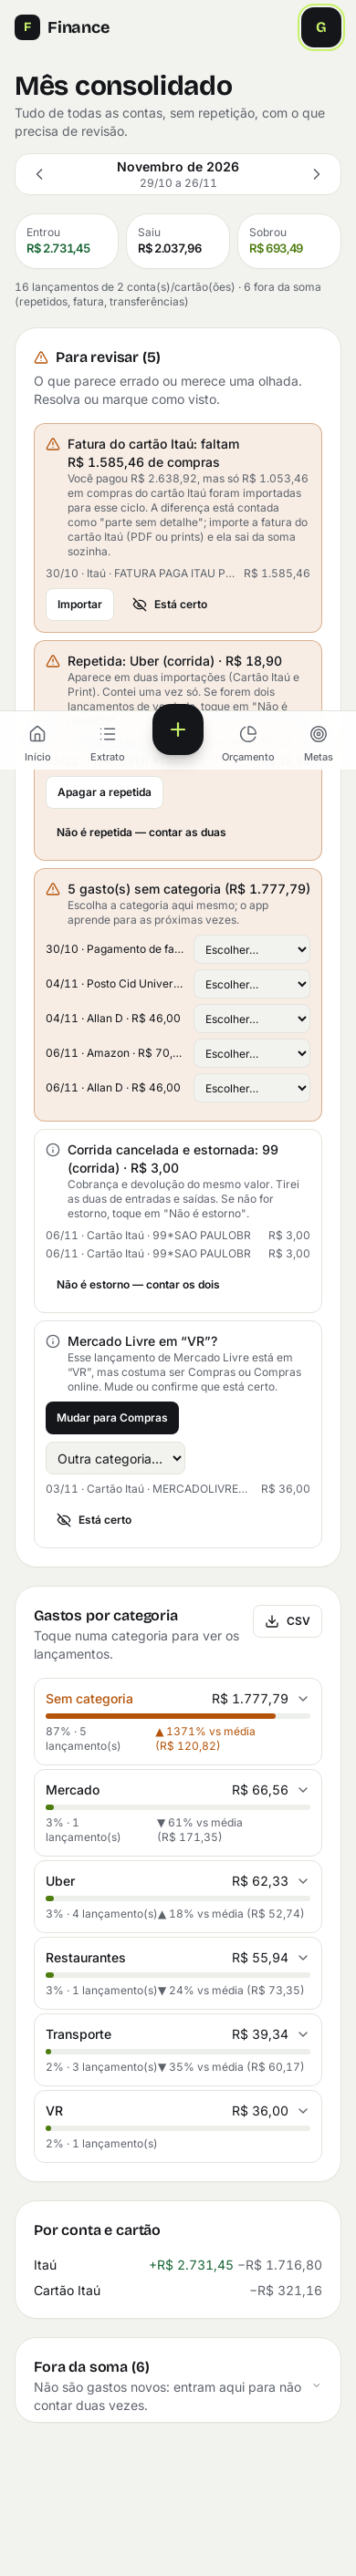 F Finance
G
Mês consolidado
Tudo de todas as contas, sem repetição, com o que
precisa de revisão.
Novembro de 2026
29/10 a 26/11
Entrou
R$ 2.731,45
Saiu
R$ 2.037,96
Sobrou
R$ 693,49
16 lançamentos de 2 conta(s)/cartão(ões) · 6 fora da soma
(repetidos, fatura, transferências)
Para revisar (5)
O que parece errado ou merece uma olhada.
Resolva ou marque como visto.
Fatura do cartão Itaú: faltam
R$ 1.585,46 de compras
Você pagou R$ 2.638,92, mas só R$ 1.053,46
em compras do cartão Itaú foram importadas
para esse ciclo. A diferença está contada
como "parte sem detalhe"; importe a fatura do
cartão Itaú (PDF ou prints) e ela sai da soma
sozinha.
30/10 · Itaú · FATURA PAGA ITAU P... R$ 1.585,46
Importar
Está certo
Repetida: Uber (corrida) · R$ 18,90
Aparece em duas importações (Cartão Itaú e
Print). Contei uma vez só. Se forem dois
Início
Extrato
Orçamento
Metas
Apagar a repetida
Não é repetida — contar as duas
5 gasto(s) sem categoria (R$ 1.777,79)
Escolha a categoria aqui mesmo; o app
aprende para as próximas vezes.
30/10 · Pagamento de fa... Escolher...
04/11 · Posto Cid Univer... Escolher...
04/11 · Allan D · R$ 46,00 Escolher...
06/11 · Amazon · R$ 70,... Escolher...
06/11 · Allan D · R$ 46,00 Escolher...
Corrida cancelada e estornada: 99
(corrida) · R$ 3,00
Cobrança e devolução do mesmo valor. Tirei
as duas de entradas e saídas. Se não for
estorno, toque em "Não é estorno".
06/11 · Cartão Itaú · 99*SAO PAULOBR R$ 3,00
06/11 · Cartão Itaú · 99*SAO PAULOBR R$ 3,00
Não é estorno — contar os dois
Mercado Livre em “VR”?
Esse lançamento de Mercado Livre está em
“VR”, mas costuma ser Compras ou Compras
online. Mude ou confirme que está certo.
Mudar para Compras
Outra categoria...
03/11 · Cartão Itaú · MERCADOLIVRE... R$ 36,00
Está certo
Gastos por categoria
CSV
Toque numa categoria para ver os
lançamentos.
Sem categoria R$ 1.777,79
87% · 5
lançamento(s)
▲ 1371% vs média
(R$ 120,82)
Mercado R$ 66,56
3% · 1
lançamento(s)
▼ 61% vs média
(R$ 171,35)
Uber R$ 62,33
3% · 4 lançamento(s) ▲ 18% vs média (R$ 52,74)
Restaurantes R$ 55,94
3% · 1 lançamento(s) ▼ 24% vs média (R$ 73,35)
Transporte R$ 39,34
2% · 3 lançamento(s) ▼ 35% vs média (R$ 60,17)
VR R$ 36,00
2% · 1 lançamento(s)
Por conta e cartão
Itaú +R$ 2.731,45 −R$ 1.716,80
Cartão Itaú −R$ 321,16
Fora da soma (6)
Não são gastos novos: entram aqui para não
contar duas vezes.